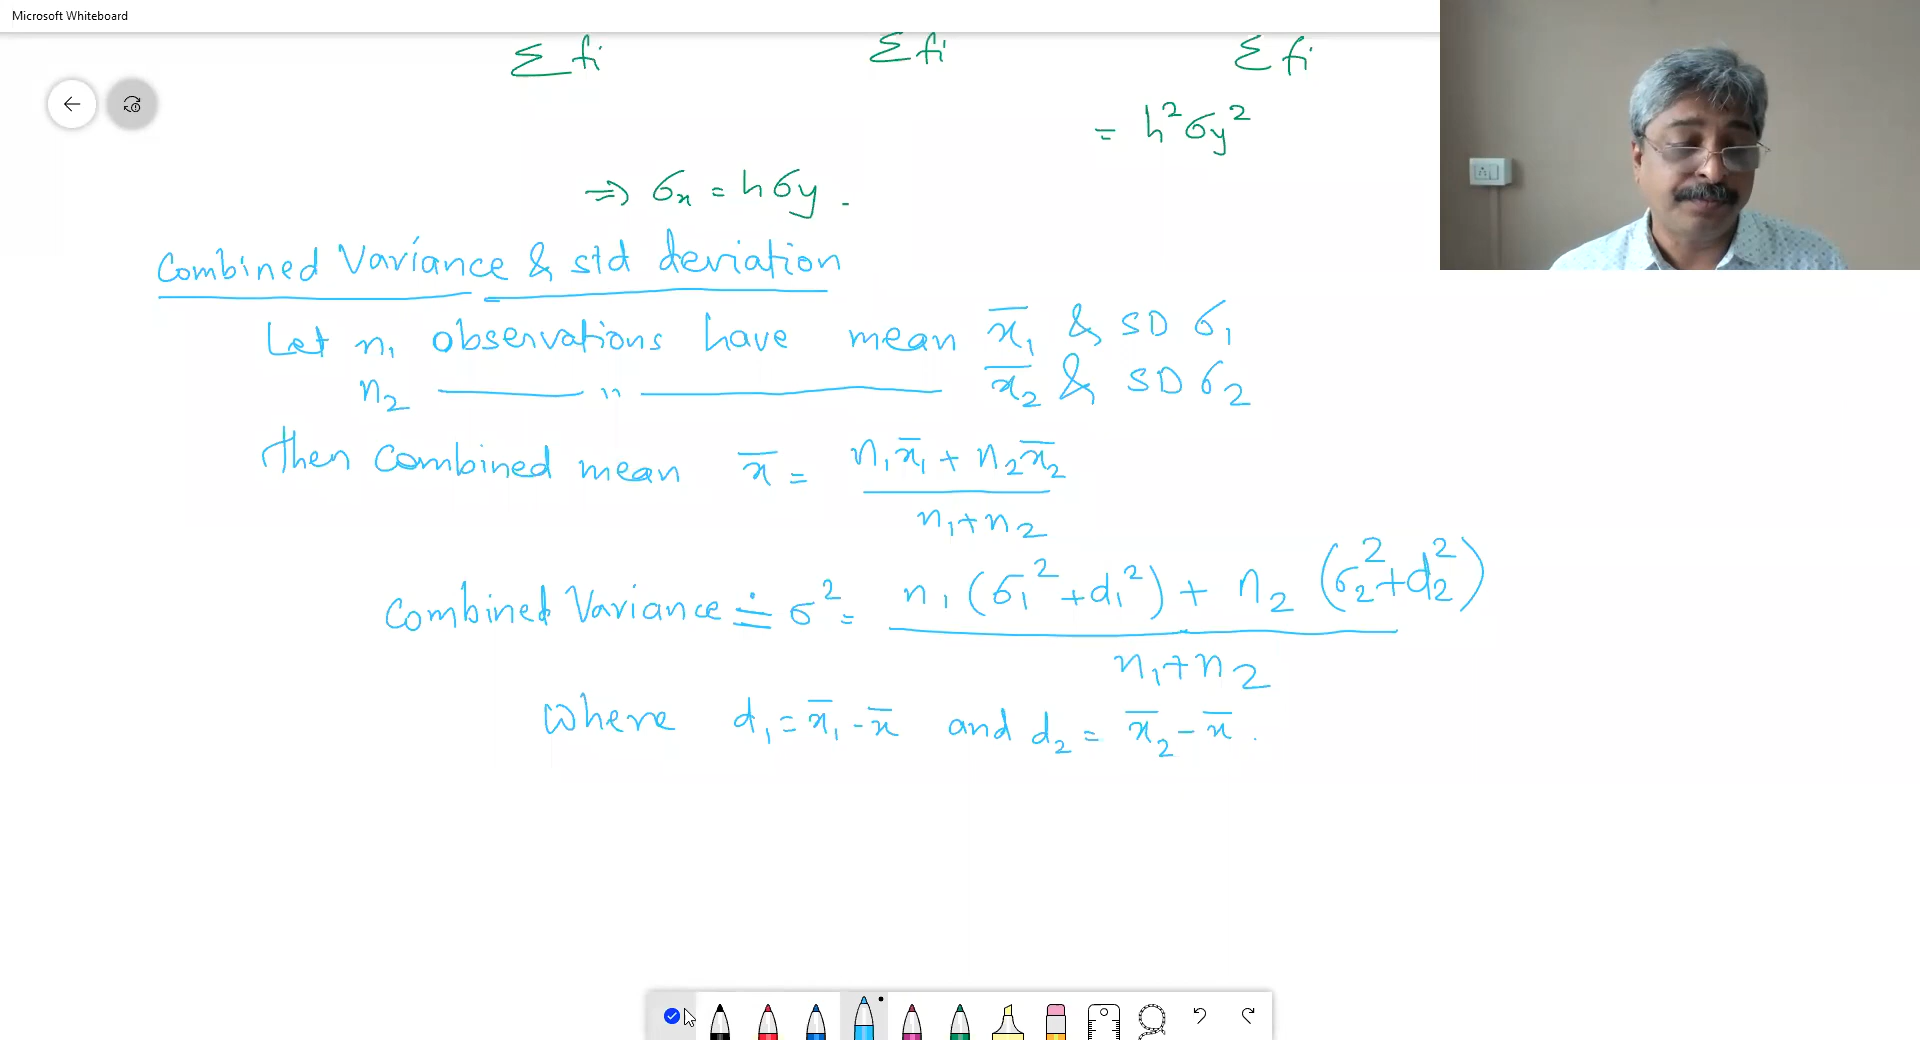 Microsoft Whiteboard
Σfi Σfi Σfi
= h²σy²
⇒ σx = hσy.
Combined Variance & std deviation
Let n₁ observations have mean x̄₁ & SD σ₁
n₂ —— " —— x̄₂ & SD σ₂
then Combined mean x̄ = (n₁x̄₁ + n₂x̄₂) / (n₁+n₂)
Combined Variance = σ² = (n₁(σ₁²+d₁²) + n₂(σ₂²+d₂²)) / (n₁+n₂)
Where d₁ = x̄₁ - x̄ and d₂ = x̄₂ - x̄.